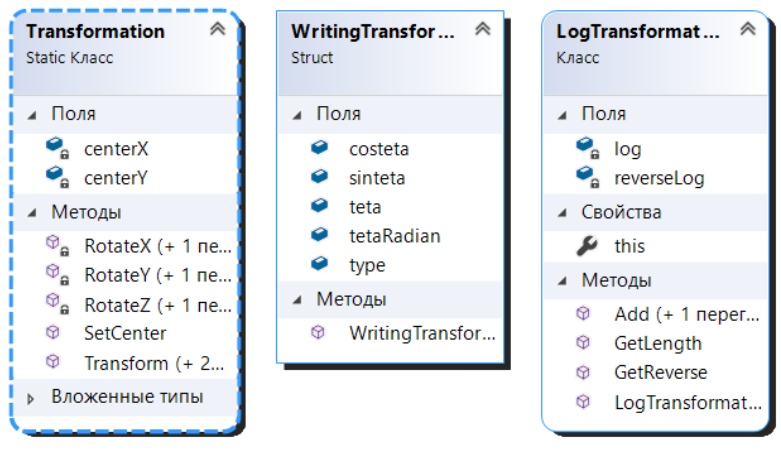 Transformation
Static Класс
Поля
centerX
centerY
Методы
RotateX (+ 1 пе...
RotateY (+ 1 пе...
RotateZ (+ 1 пе...
SetCenter
Transform (+ 2...
Вложенные типы
WritingTransfor...
Struct
Поля
costeta
sinteta
teta
tetaRadian
type
Методы
WritingTransfor...
LogTransformat...
Класс
Поля
log
reverseLog
Свойства
this
Методы
Add (+ 1 перег...
GetLength
GetReverse
LogTransformat...